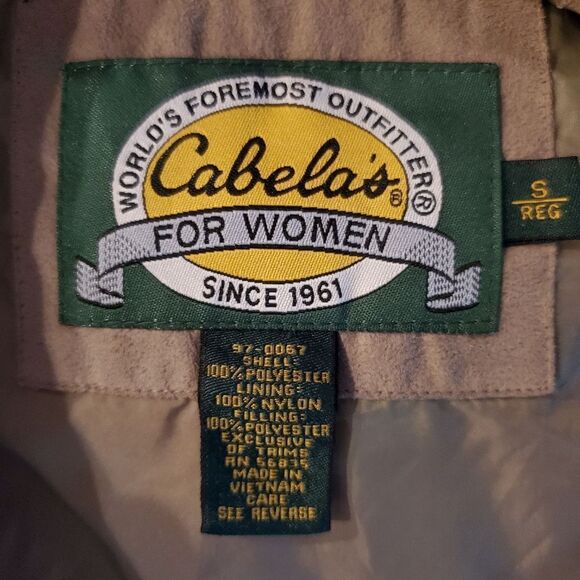 WORLD'S FOREMOST OUTFITTER®
Cabela's®
FOR WOMEN
SINCE 1961
S
REG
97-0067
SHELL:
100% POLYESTER
LINING:
100% NYLON
FILLING:
100% POLYESTER
EXCLUSIVE
OF TRIMS
RN 56835
MADE IN
VIETNAM
CARE
SEE REVERSE